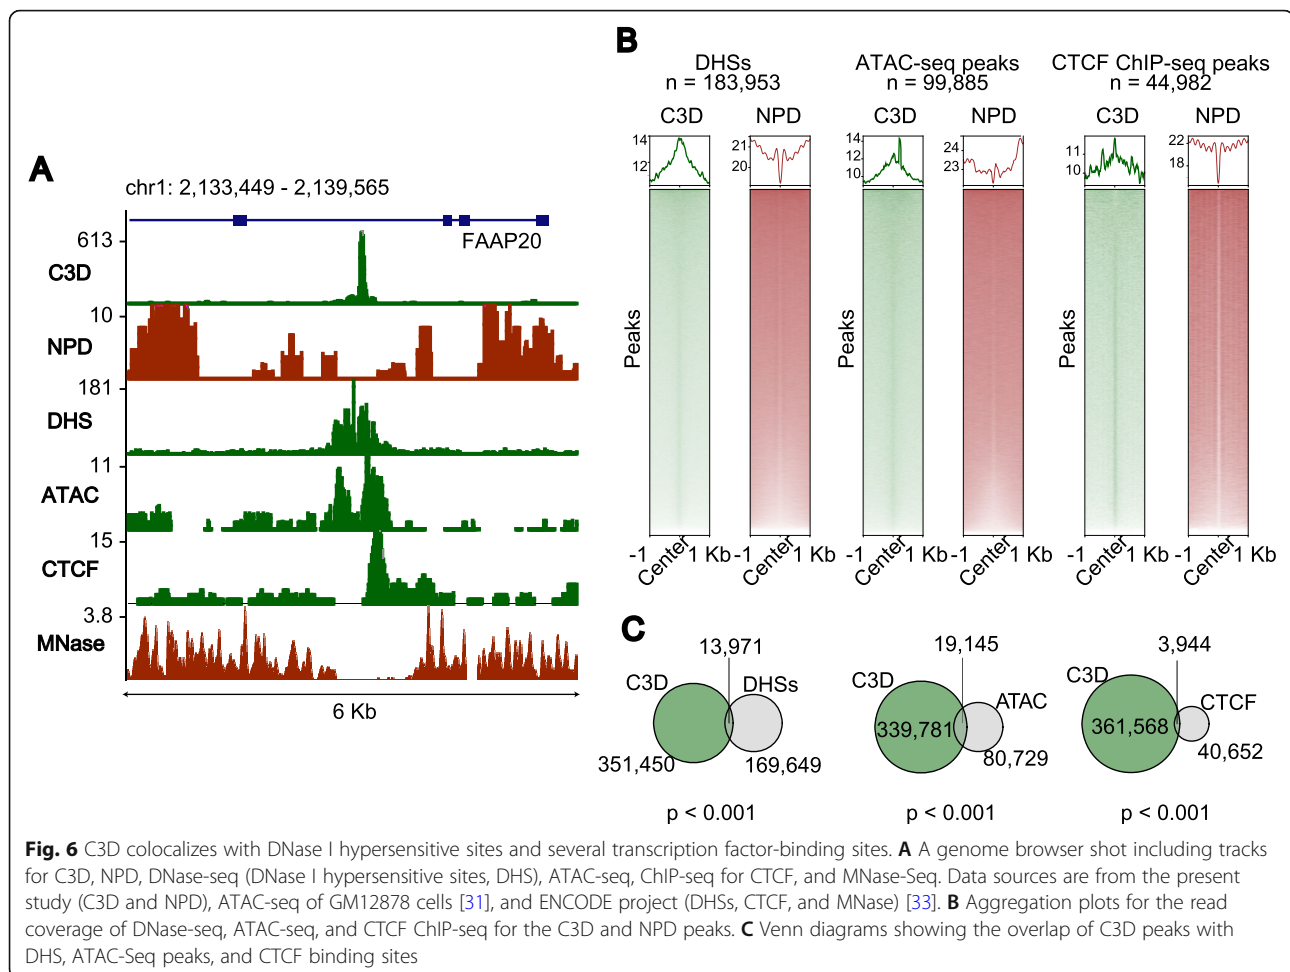 A
chr1: 2,133,449 - 2,139,565
FAAP20
613
C3D
10
NPD
181
DHS
11
ATAC
15
CTCF
3.8
MNase
6 Kb
B
DHSs
n = 183,953
C3D NPD
14
12
21
20
Peaks
-1 Center 1 Kb -1 Center 1 Kb
ATAC-seq peaks
n = 99,885
C3D NPD
14
12
10
24
23
Peaks
-1 Center 1 Kb -1 Center 1 Kb
CTCF ChIP-seq peaks
n = 44,982
C3D NPD
11
10
22
18
Peaks
-1 Center 1 Kb -1 Center 1 Kb
C
13,971
C3D DHSs
351,450 169,649
p < 0.001
19,145
C3D ATAC
339,781
80,729
p < 0.001
3,944
C3D CTCF
361,568
40,652
p < 0.001
Fig. 6 C3D colocalizes with DNase I hypersensitive sites and several transcription factor-binding sites. A A genome browser shot including tracks
for C3D, NPD, DNase-seq (DNase I hypersensitive sites, DHS), ATAC-seq, ChIP-seq for CTCF, and MNase-Seq. Data sources are from the present
study (C3D and NPD), ATAC-seq of GM12878 cells [31], and ENCODE project (DHSs, CTCF, and MNase) [33]. B Aggregation plots for the read
coverage of DNase-seq, ATAC-seq, and CTCF ChIP-seq for the C3D and NPD peaks. C Venn diagrams showing the overlap of C3D peaks with
DHS, ATAC-Seq peaks, and CTCF binding sites